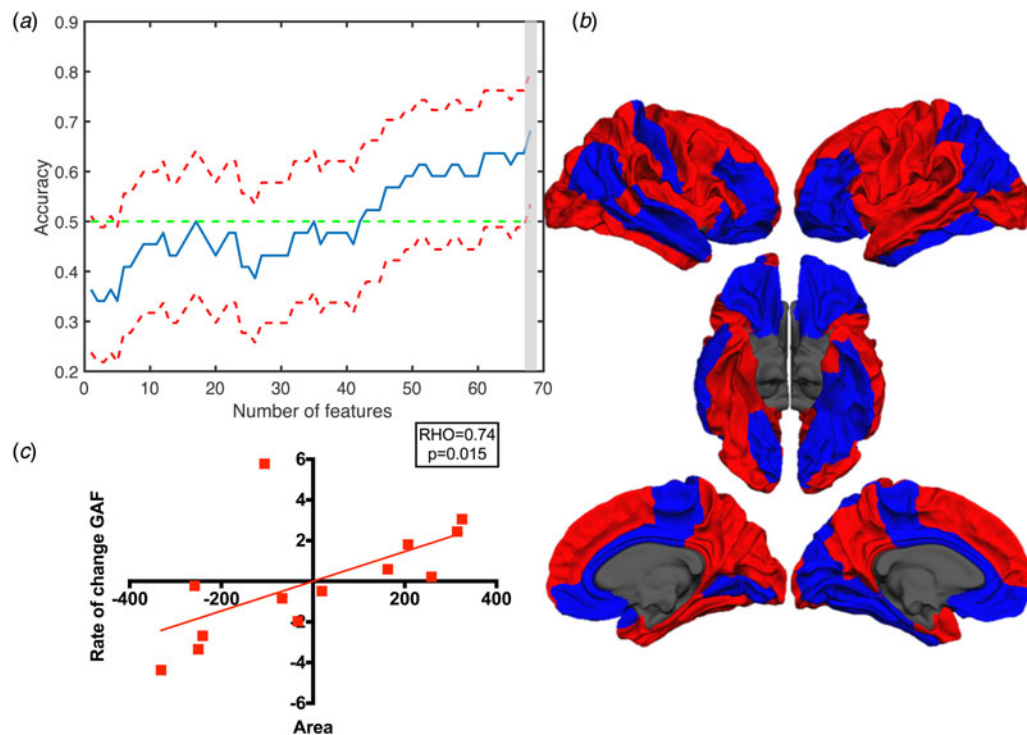 (a)
0.9
0.8
0.7
0.6
0.5
0.4
0.3
0.2
Accuracy
0 10 20 30 40 50 60 70
Number of features
(b)
(c)
RHO=0.74
p=0.015
6
4
2
-2
-4
-6
-400 -200 200 400
Rate of change GAF
Area